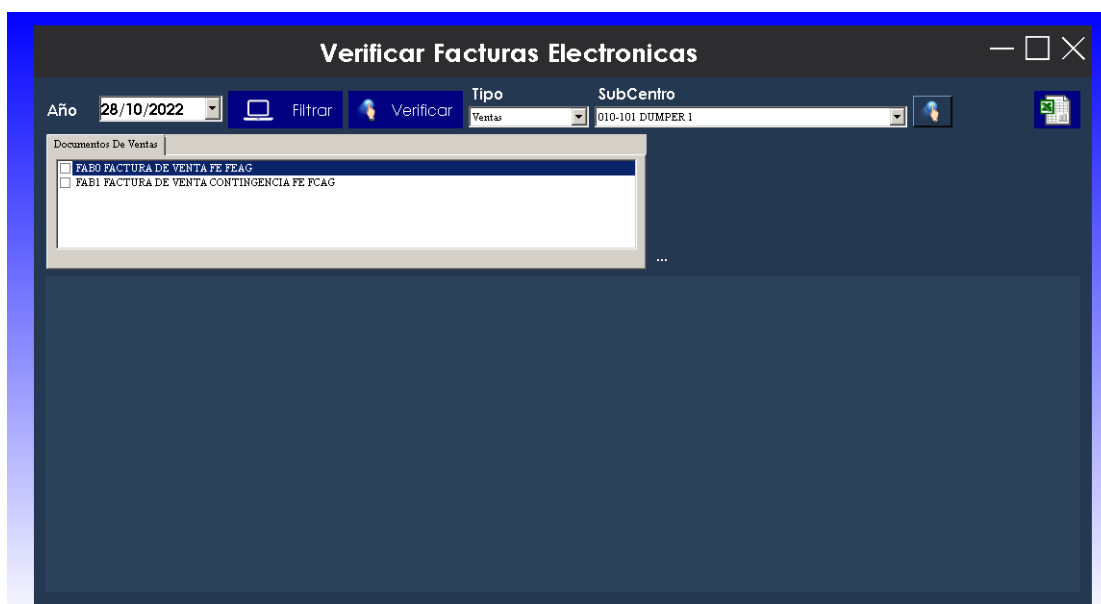 Verificar Facturas Electronicas
Tipo SubCentro
Año 28/10/2022 Filtrar Verificar Ventas 010-101 DUMPER 1
Documentos De Ventas
FAB0 FACTURA DE VENTA FE FEAG
FAB1 FACTURA DE VENTA CONTINGENCIA FE FCAG
...